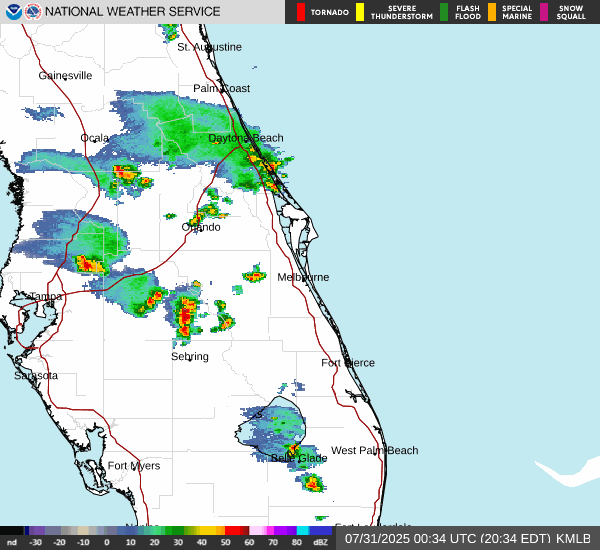 NATIONAL WEATHER SERVICE
TORNADO
SEVERE THUNDERSTORM
FLASH FLOOD
SPECIAL MARINE
SNOW SQUALL
St. Augustine
Gainesville
Palm Coast
Ocala
Daytona Beach
Orlando
Melbourne
Tampa
Sebring
Fort Pierce
Sarasota
West Palm Beach
Belle Glade
Fort Myers
nd -30 -20 -10 0 10 20 30 40 50 60 70 80 dBZ
07/31/2025 00:34 UTC (20:34 EDT) KMLB